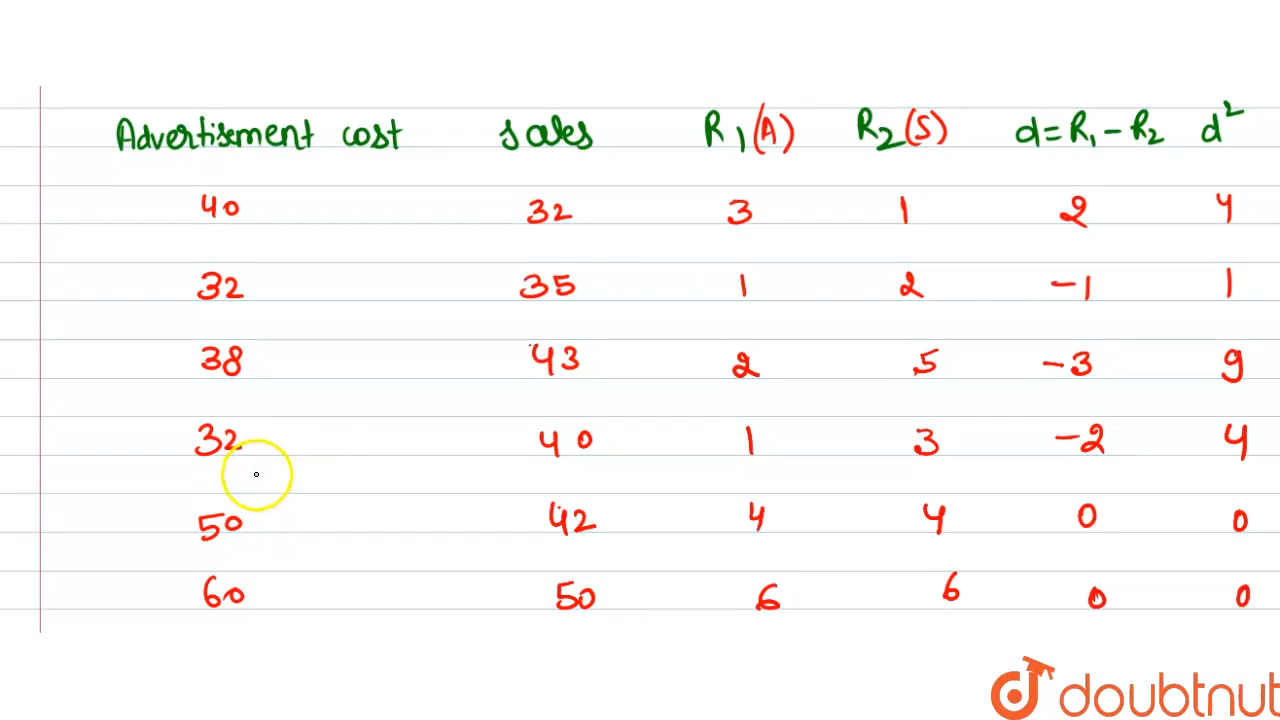 Advertisement cost sales R1(A) R2(S) d=R1-R2 d²
40 32 3 1 2 4
32 35 1 2 -1 1
38 43 2 5 -3 9
32 40 1 3 -2 4
50 42 4 4 0 0
60 50 6 6 0 0
doubtnut